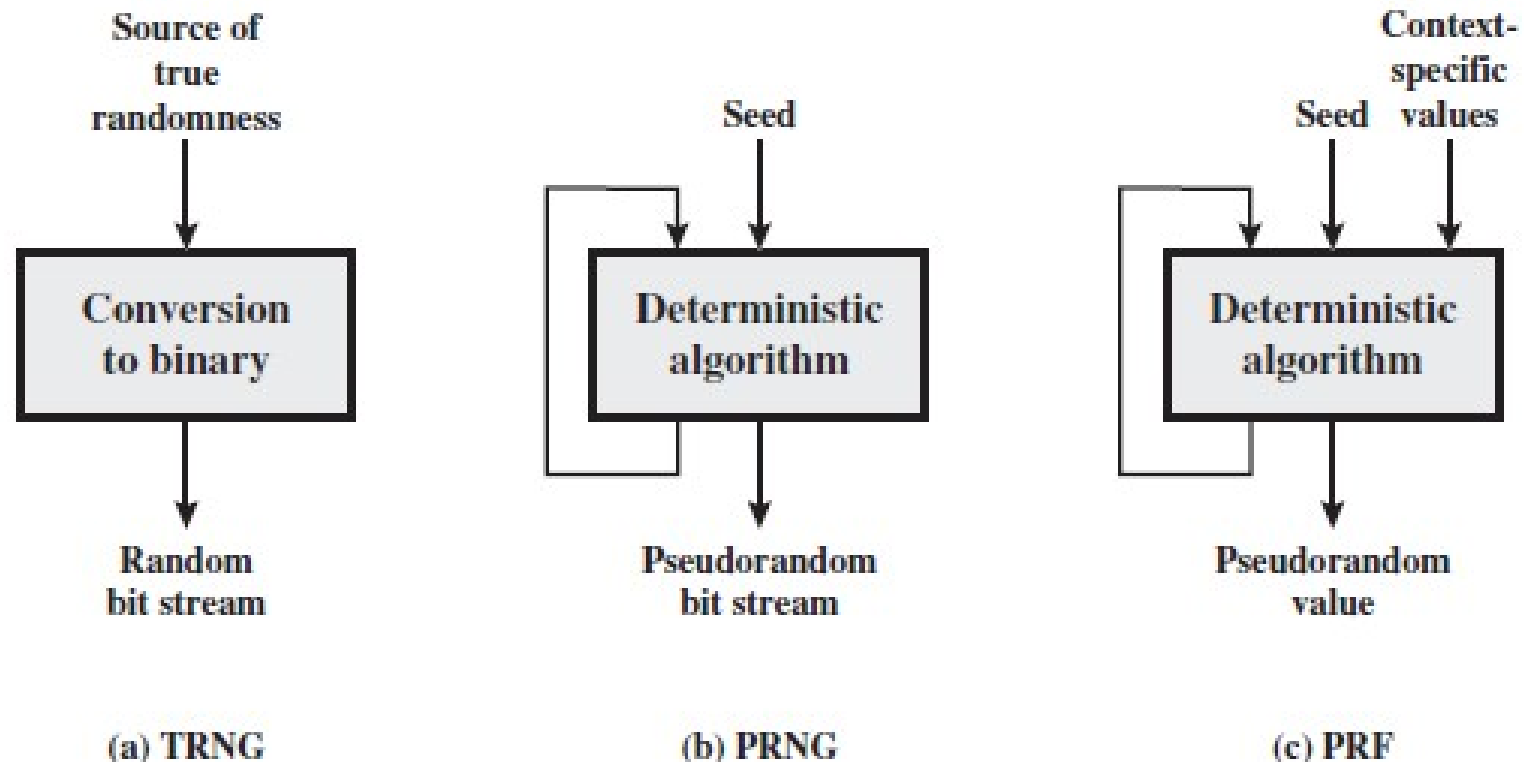 Source of
true
randomness
Conversion
to binary
Random
bit stream
(a) TRNG
Seed
Deterministic
algorithm
Pseudorandom
bit stream
(b) PRNG
Context-
specific
values
Seed
Deterministic
algorithm
Pseudorandom
value
(c) PRF